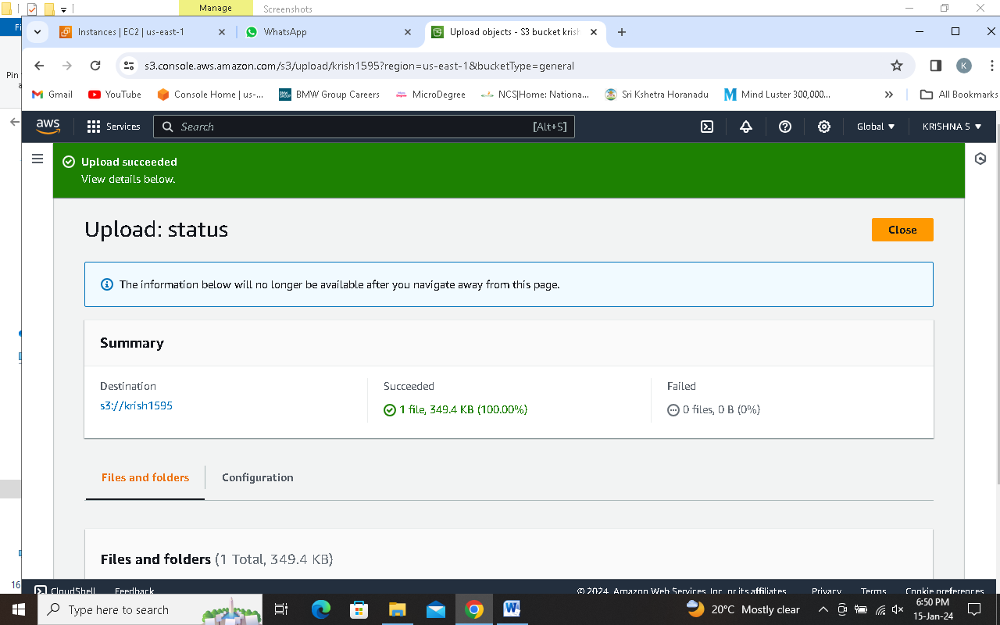 Manage
Screenshots
Fi
Pin
a
16
Instances | EC2 | us-east-1
WhatsApp
Upload objects - S3 bucket krish
s3.console.aws.amazon.com/s3/upload/krish1595?region=us-east-1&bucketType=general
K
Gmail
YouTube
Console Home | us-...
BMW Group Careers
MicroDegree
NCS|Home: Nationa...
Sri Kshetra Horanadu
Mind Luster 300,000...
»
All Bookmarks
aws
Services
Search
[Alt+S]
Global
KRISHNA S
Upload succeeded
View details below.
Upload: status
Close
The information below will no longer be available after you navigate away from this page.
Summary
Destination
s3://krish1595
Succeeded
1 file, 349.4 KB (100.00%)
Failed
0 files, 0 B (0%)
Files and folders
Configuration
Files and folders (1 Total, 349.4 KB)
CloudShell
Feedback
© 2024, Amazon Web Services, Inc. or its affiliates.
Privacy
Terms
Cookie preferences
Type here to search
20°C Mostly clear
6:50 PM
15-Jan-24